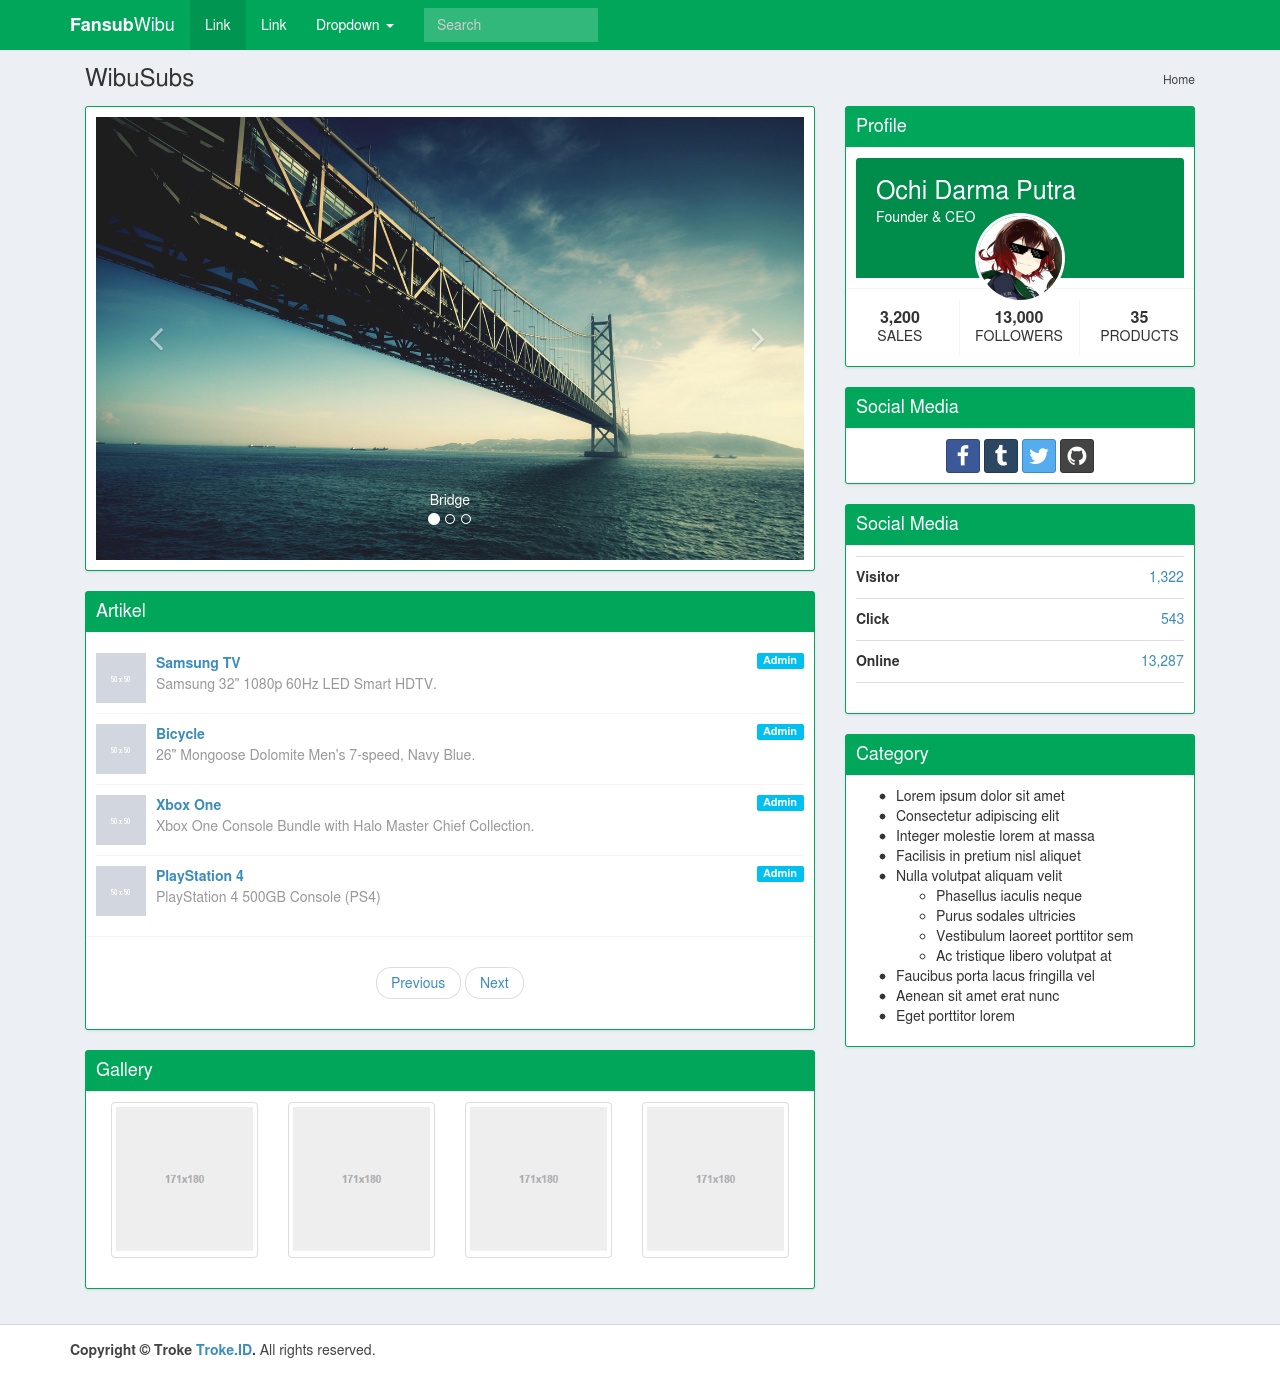 FansubWibu
Link
Link
Dropdown
Search
WibuSubs
Home
Bridge
Artikel
50 x 50
Samsung TV
Admin
Samsung 32" 1080p 60Hz LED Smart HDTV.
50 x 50
Bicycle
Admin
26" Mongoose Dolomite Men's 7-speed, Navy Blue.
50 x 50
Xbox One
Admin
Xbox One Console Bundle with Halo Master Chief Collection.
50 x 50
PlayStation 4
Admin
PlayStation 4 500GB Console (PS4)
Previous
Next
Gallery
171x180
171x180
171x180
171x180
Profile
Ochi Darma Putra
Founder & CEO
3,200
SALES
13,000
FOLLOWERS
35
PRODUCTS
Social Media
Social Media
Visitor
1,322
Click
543
Online
13,287
Category
Lorem ipsum dolor sit amet
Consectetur adipiscing elit
Integer molestie lorem at massa
Facilisis in pretium nisl aliquet
Nulla volutpat aliquam velit
Phasellus iaculis neque
Purus sodales ultricies
Vestibulum laoreet porttitor sem
Ac tristique libero volutpat at
Faucibus porta lacus fringilla vel
Aenean sit amet erat nunc
Eget porttitor lorem
Copyright © Troke Troke.ID. All rights reserved.